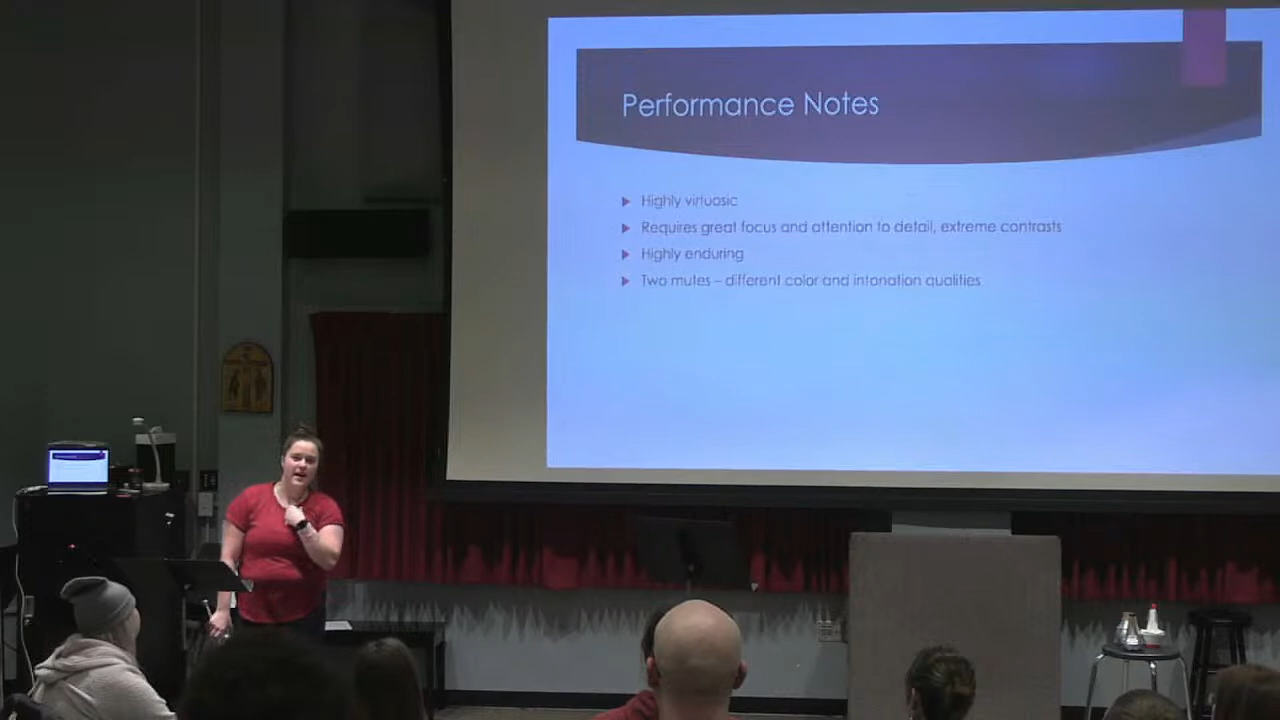 Performance Notes
Highly virtuosic
Requires great focus and attention to detail, extreme contrasts
Highly enduring
Two mutes – different color and intonation qualities